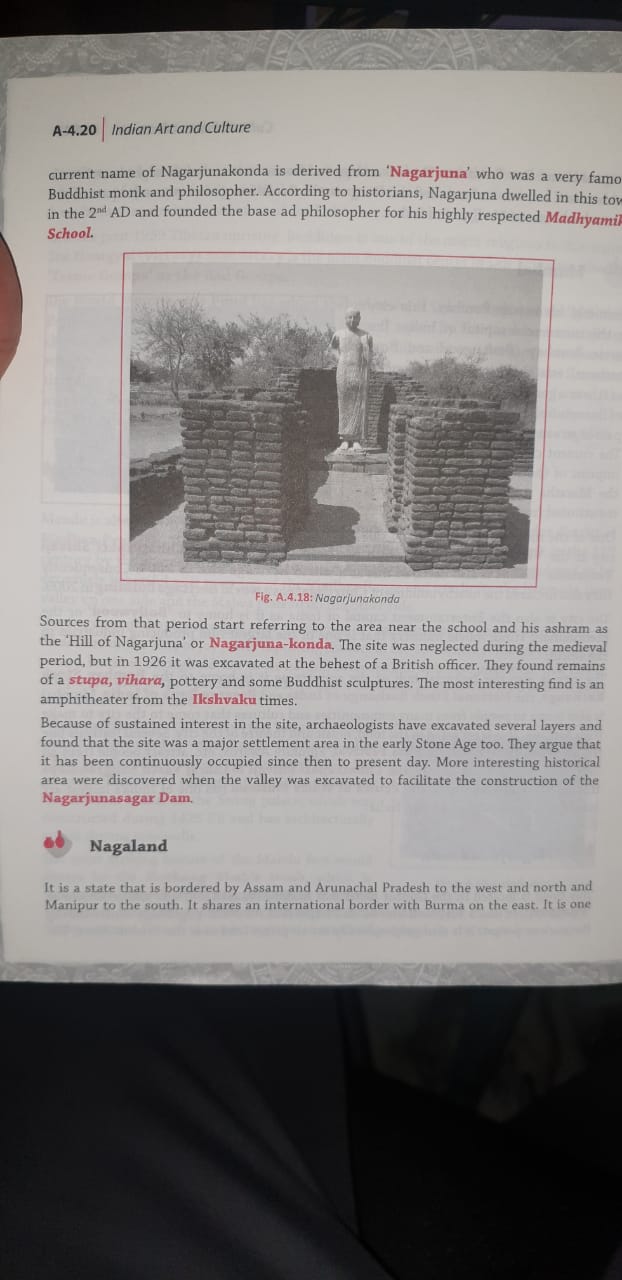 A-4.20 Indian Art and Culture
current name of Nagarjunakonda is derived from 'Nagarjuna' who was a very famo
Buddhist monk and philosopher. According to historians, Nagarjuna dwelled in this tow
in the 2nd AD and founded the base ad philosopher for his highly respected Madhyamik
School.
Fig. A.4.18: Nagarjunakonda
Sources from that period start referring to the area near the school and his ashram as
the 'Hill of Nagarjuna' or Nagarjuna-konda. The site was neglected during the medieval
period, but in 1926 it was excavated at the behest of a British officer. They found remains
of a stupa, vihara, pottery and some Buddhist sculptures. The most interesting find is an
amphitheater from the Ikshvaku times.
Because of sustained interest in the site, archaeologists have excavated several layers and
found that the site was a major settlement area in the early Stone Age too. They argue that
it has been continuously occupied since then to present day. More interesting historical
area were discovered when the valley was excavated to facilitate the construction of the
Nagarjunasagar Dam.
Nagaland
It is a state that is bordered by Assam and Arunachal Pradesh to the west and north and
Manipur to the south. It shares an international border with Burma on the east. It is one